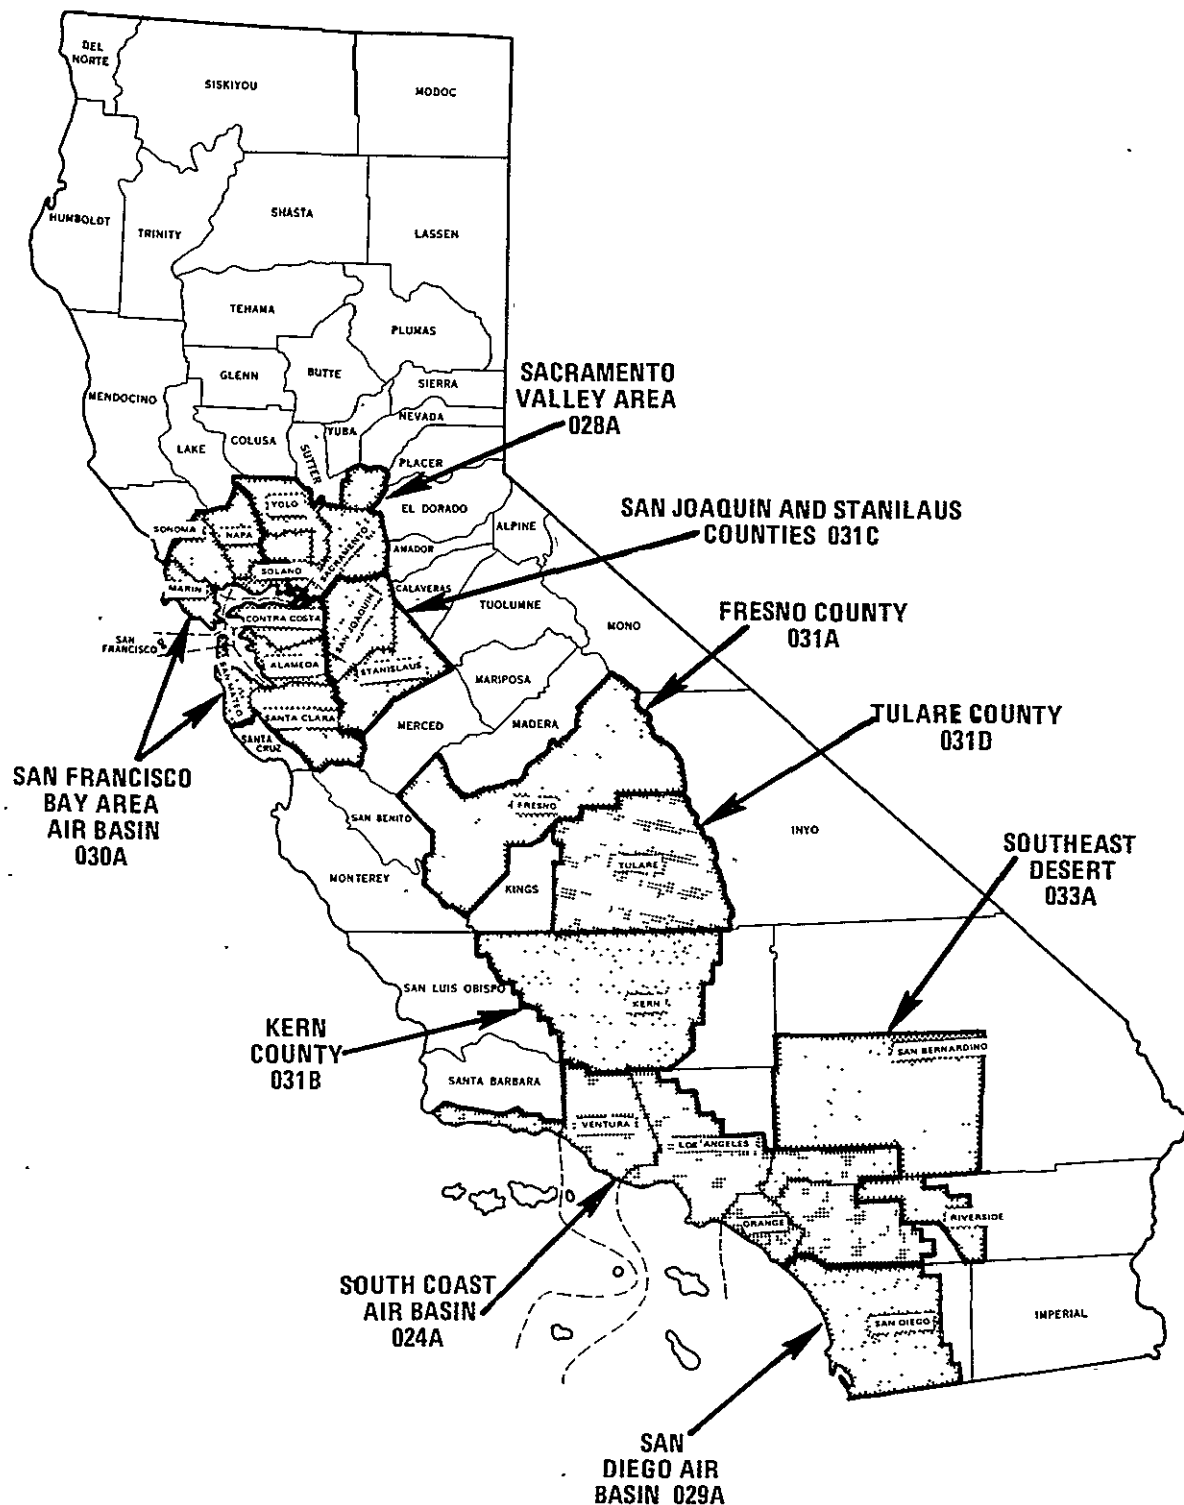 DEL
NORTE
SISKIYOU
MODOC
HUMBOLDT
TRINITY
SHASTA
LASSEN
TEHAMA
PLUMAS
GLENN
BUTTE
SIERRA
MENDOCINO
LAKE
COLUSA
SUTTER
YUBA
NEVADA
PLACER
SACRAMENTO
VALLEY AREA
028A
YOLO
EL DORADO
ALPINE
SAN JOAQUIN AND STANILAUS
COUNTIES 031C
SONOMA
NAPA
SACRAMENTO
AMADOR
SOLANO
MARIN
CALAVERAS
CONTRA COSTA
SAN JOAQUIN
TUOLUMNE
MONO
FRESNO COUNTY
031A
SAN
FRANCISCO
ALAMEDA
STANISLAUS
SAN MATEO
MARIPOSA
SANTA CLARA
MERCED
MADERA
TULARE COUNTY
031D
SANTA
CRUZ
SAN FRANCISCO
BAY AREA
AIR BASIN
030A
SAN BENITO
FRESNO
INYO
MONTEREY
KINGS
TULARE
SOUTHEAST
DESERT
033A
SAN LUIS OBISPO
KERN
KERN
COUNTY
031B
SAN BERNARDINO
SANTA BARBARA
VENTURA
LOS ANGELES
ORANGE
RIVERSIDE
SOUTH COAST
AIR BASIN
024A
SAN DIEGO
IMPERIAL
SAN
DIEGO AIR
BASIN 029A